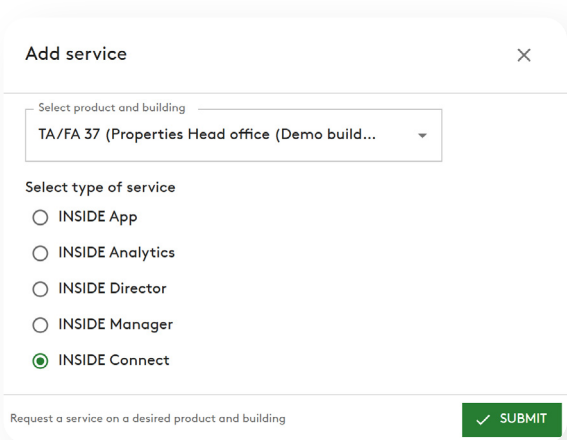 Add service
Select product and building
TA/FA 37 (Properties Head office (Demo build...
Select type of service
INSIDE App
INSIDE Analytics
INSIDE Director
INSIDE Manager
INSIDE Connect
Request a service on a desired product and building
SUBMIT